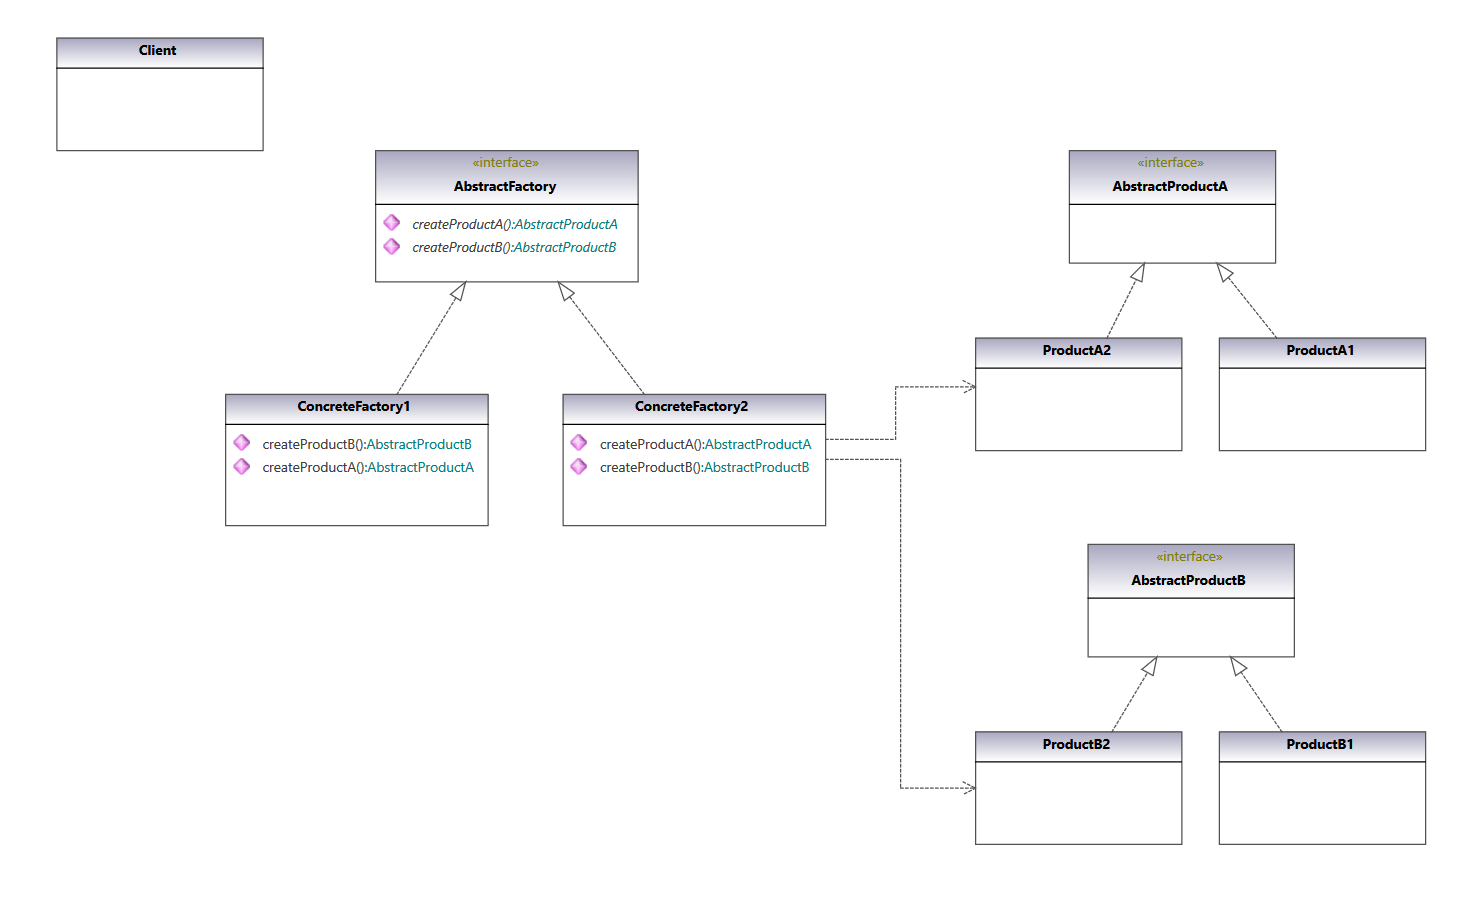 Client
«interface»
AbstractFactory
createProductA():AbstractProductA
createProductB():AbstractProductB
«interface»
AbstractProductA
ProductA2
ProductA1
ConcreteFactory1
createProductB():AbstractProductB
createProductA():AbstractProductA
ConcreteFactory2
createProductA():AbstractProductA
createProductB():AbstractProductB
«interface»
AbstractProductB
ProductB2
ProductB1